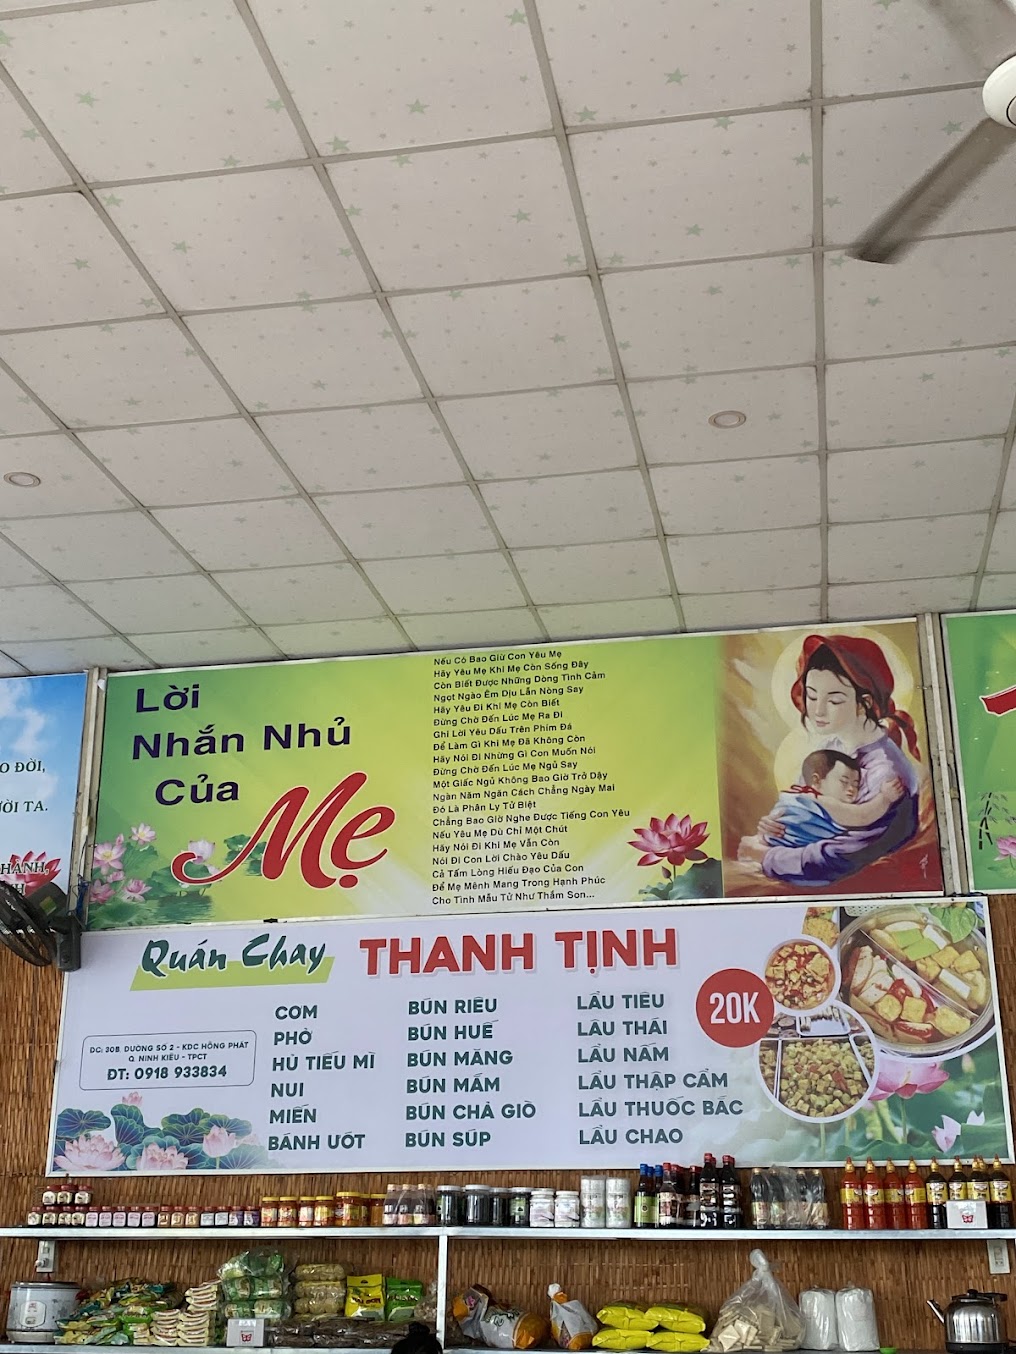 O ĐỜI,
ƯỜI TA.
HẠNH,
NH
Lời
Nhắn Nhủ
Của
Mẹ
Nếu Có Bao Giờ Con Yêu Mẹ
Hãy Yêu Mẹ Khi Mẹ Còn Sống Đây
Còn Biết Được Những Dòng Tình Cảm
Ngọt Ngào Êm Dịu Lẫn Nồng Say
Hãy Yêu Đi Khi Mẹ Còn Biết
Đừng Chờ Đến Lúc Mẹ Ra Đi
Ghi Lời Yêu Dấu Trên Phím Đá
Để Làm Gì Khi Mẹ Đã Không Còn
Hãy Nói Đi Những Gì Con Muốn Nói
Đừng Chờ Đến Lúc Mẹ Ngủ Say
Một Giấc Ngủ Không Bao Giờ Trở Dậy
Ngàn Năm Ngăn Cách Chẳng Ngày Mai
Đó Là Phân Ly Tử Biệt
Chẳng Bao Giờ Nghe Được Tiếng Con Yêu
Nếu Yêu Mẹ Dù Chỉ Một Chút
Hãy Nói Đi Khi Mẹ Vẫn Còn
Nói Đi Con Lời Chào Yêu Dấu
Cả Tấm Lòng Hiếu Đạo Của Con
Để Mẹ Mênh Mang Trong Hạnh Phúc
Cho Tình Mẫu Tử Như Thắm Son...
Quán Chay THANH TỊNH
ĐC: 30B, ĐƯỜNG SỐ 2 - KDC HỒNG PHÁT
Q. NINH KIỀU - TPCT
ĐT: 0918 933834
CƠM
PHỞ
HỦ TIẾU MÌ
NUI
MIẾN
BÁNH ƯỚT
BÚN RIÊU
BÚN HUẾ
BÚN MĂNG
BÚN MẮM
BÚN CHẢ GIÒ
BÚN SÚP
LẨU TIÊU
LẨU THÁI
LẨU NẤM
LẨU THẬP CẨM
LẨU THUỐC BẮC
LẨU CHAO
20K